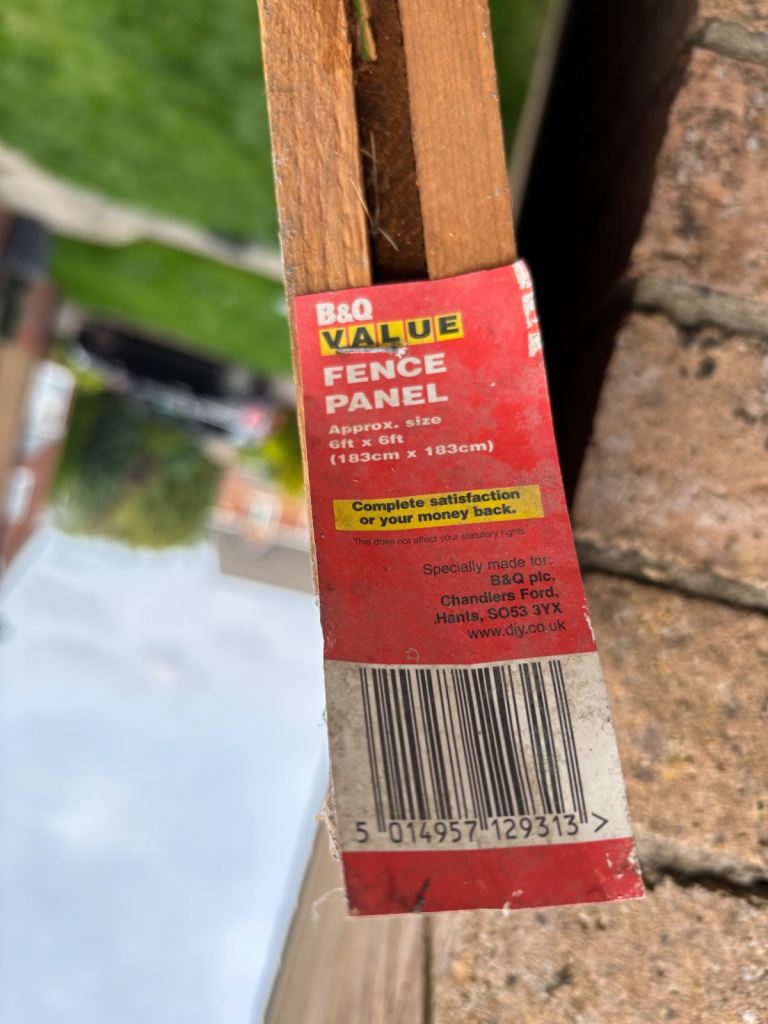 B&Q
VALUE
FENCE
PANEL
Approx. size
6ft x 6ft
(183cm x 183cm)
Complete satisfaction
or your money back.
This does not affect your statutory rights.
Specially made for:
B&Q plc,
Chandlers Ford,
Hants, SO53 3YX
www.diy.co.uk
5 014957 129313 >